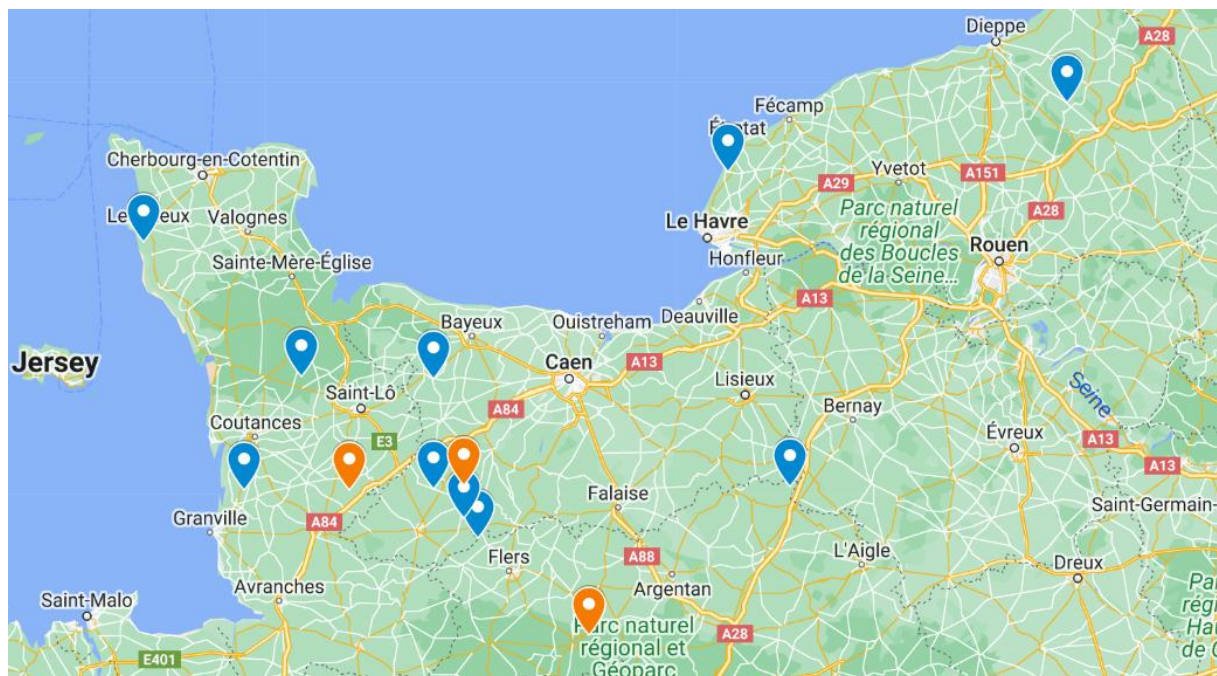 Dieppe
A28
Fécamp
Cherbourg-en-Cotentin
A29
Yvetot
A151
Valognes
A28
Le Havre
Parc naturel
régional
des Boucles
de la Seine...
Rouen
Sainte-Mère-Église
Honfleur
A13
Deauville
Bayeux
Ouistreham
Jersey
Caen
A13
Lisieux
Seine
Saint-Lô
A84
Bernay
Coutances
E3
Évreux
A13
A13
Falaise
Saint-Germain-
Granville
A84
Flers
A88
L'Aigle
Argentan
Dreux
Avranches
Saint-Malo
Parc naturel
régional et
Géoparc
A28
E401